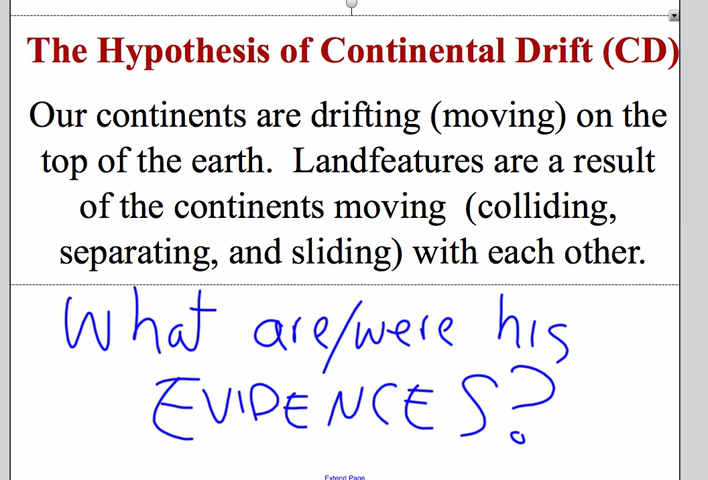 The Hypothesis of Continental Drift (CD)
Our continents are drifting (moving) on the
top of the earth. Landfeatures are a result
of the continents moving (colliding,
separating, and sliding) with each other.
What are/were his
EVIDENCES?
Extend Page